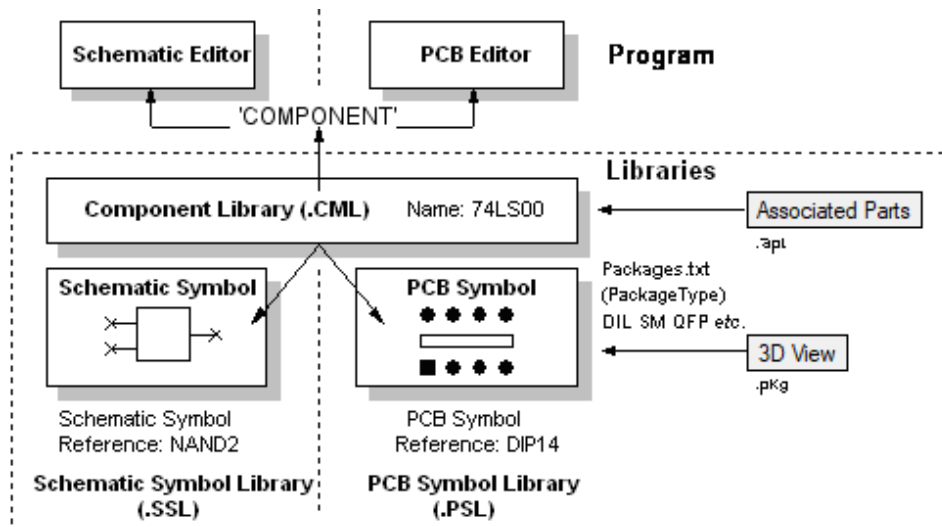 Schematic Editor
PCB Editor
Program
'COMPONENT'
Libraries
Component Library (.CML) Name: 74LS00
Associated Parts
.apl
Schematic Symbol
PCB Symbol
Packages.txt
(PackageType)
DIL SM QFP etc.
3D View
.pkg
Schematic Symbol
Reference: NAND2
PCB Symbol
Reference: DIP14
Schematic Symbol Library
(.SSL)
PCB Symbol Library
(.PSL)